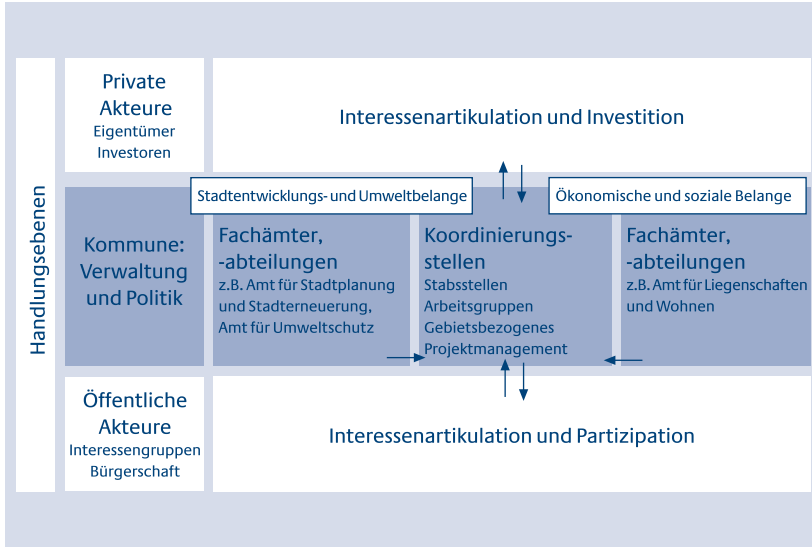 Handlungsebenen
Private
Akteure
Eigentümer
Investoren
Interessenartikulation und Investition
Stadtentwicklungs- und Umweltbelange
Ökonomische und soziale Belange
Kommune:
Verwaltung
und Politik
Fachämter,
-abteilungen
z.B. Amt für Stadtplanung
und Stadterneuerung,
Amt für Umweltschutz
Koordinierungs-
stellen
Stabsstellen
Arbeitsgruppen
Gebietsbezogenes
Projektmanagement
Fachämter,
-abteilungen
z.B. Amt für Liegenschaften
und Wohnen
Öffentliche
Akteure
Interessengruppen
Bürgerschaft
Interessenartikulation und Partizipation